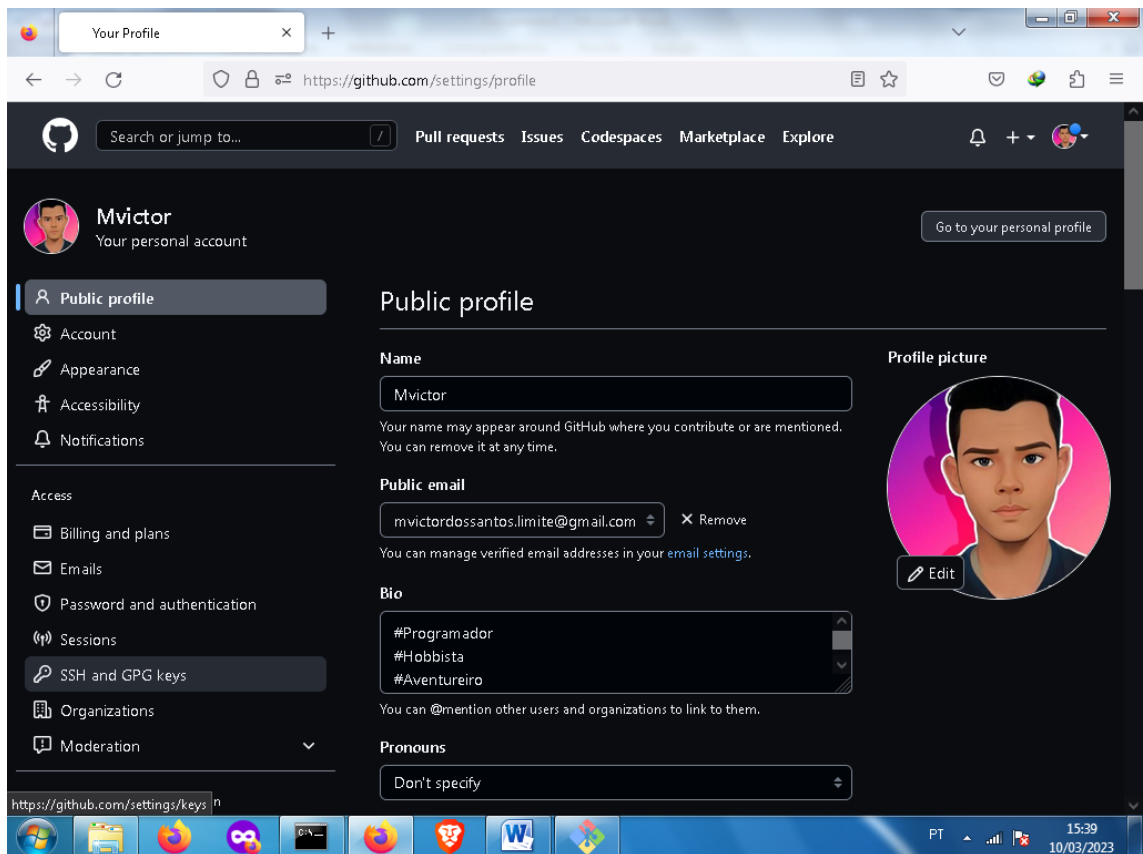 Your Profile
https://github.com/settings/profile
Search or jump to...
/
Pull requests Issues Codespaces Marketplace Explore
Mvictor
Your personal account
Go to your personal profile
Public profile
Account
Appearance
Accessibility
Notifications
Access
Billing and plans
Emails
Password and authentication
Sessions
SSH and GPG keys
Organizations
Moderation
Public profile
Name
Mvictor
Your name may appear around GitHub where you contribute or are mentioned.
You can remove it at any time.
Public email
mvictordossantos.limite@gmail.com
Remove
You can manage verified email addresses in your email settings.
Bio
#Programador
#Hobbista
#Aventureiro
You can @mention other users and organizations to link to them.
Pronouns
Don't specify
Profile picture
Edit
https://github.com/settings/keys
C:\
W
PT
15:39
10/03/2023